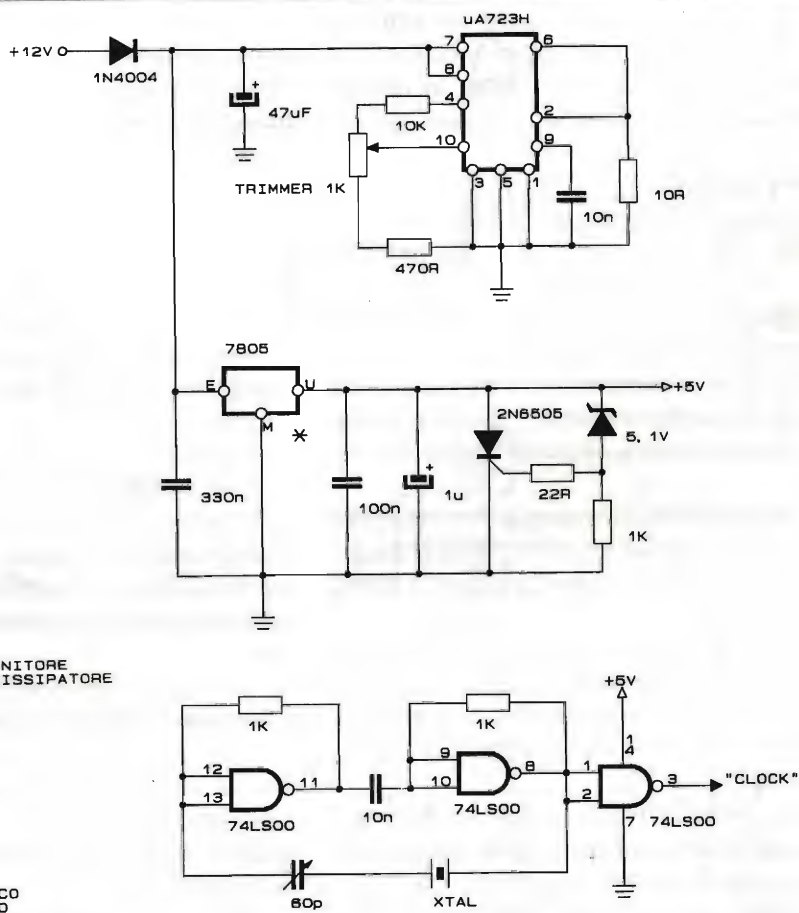 uA723H
+12V
1N4004
+
47uF
7
8
4
10
6
2
9
3
5
1
10K
TRIMMER 1K
470R
10n
10R
7805
E
U
M
*
330n
100n
+
1u
2N6505
22R
5,1V
1K
+5V
NITORE
ISSIPATORE
1K
12
13
11
74LS00
10n
1K
9
10
8
74LS00
+5V
1
4
1
2
3
7
74LS00
"CLOCK"
60p
XTAL
CO
O